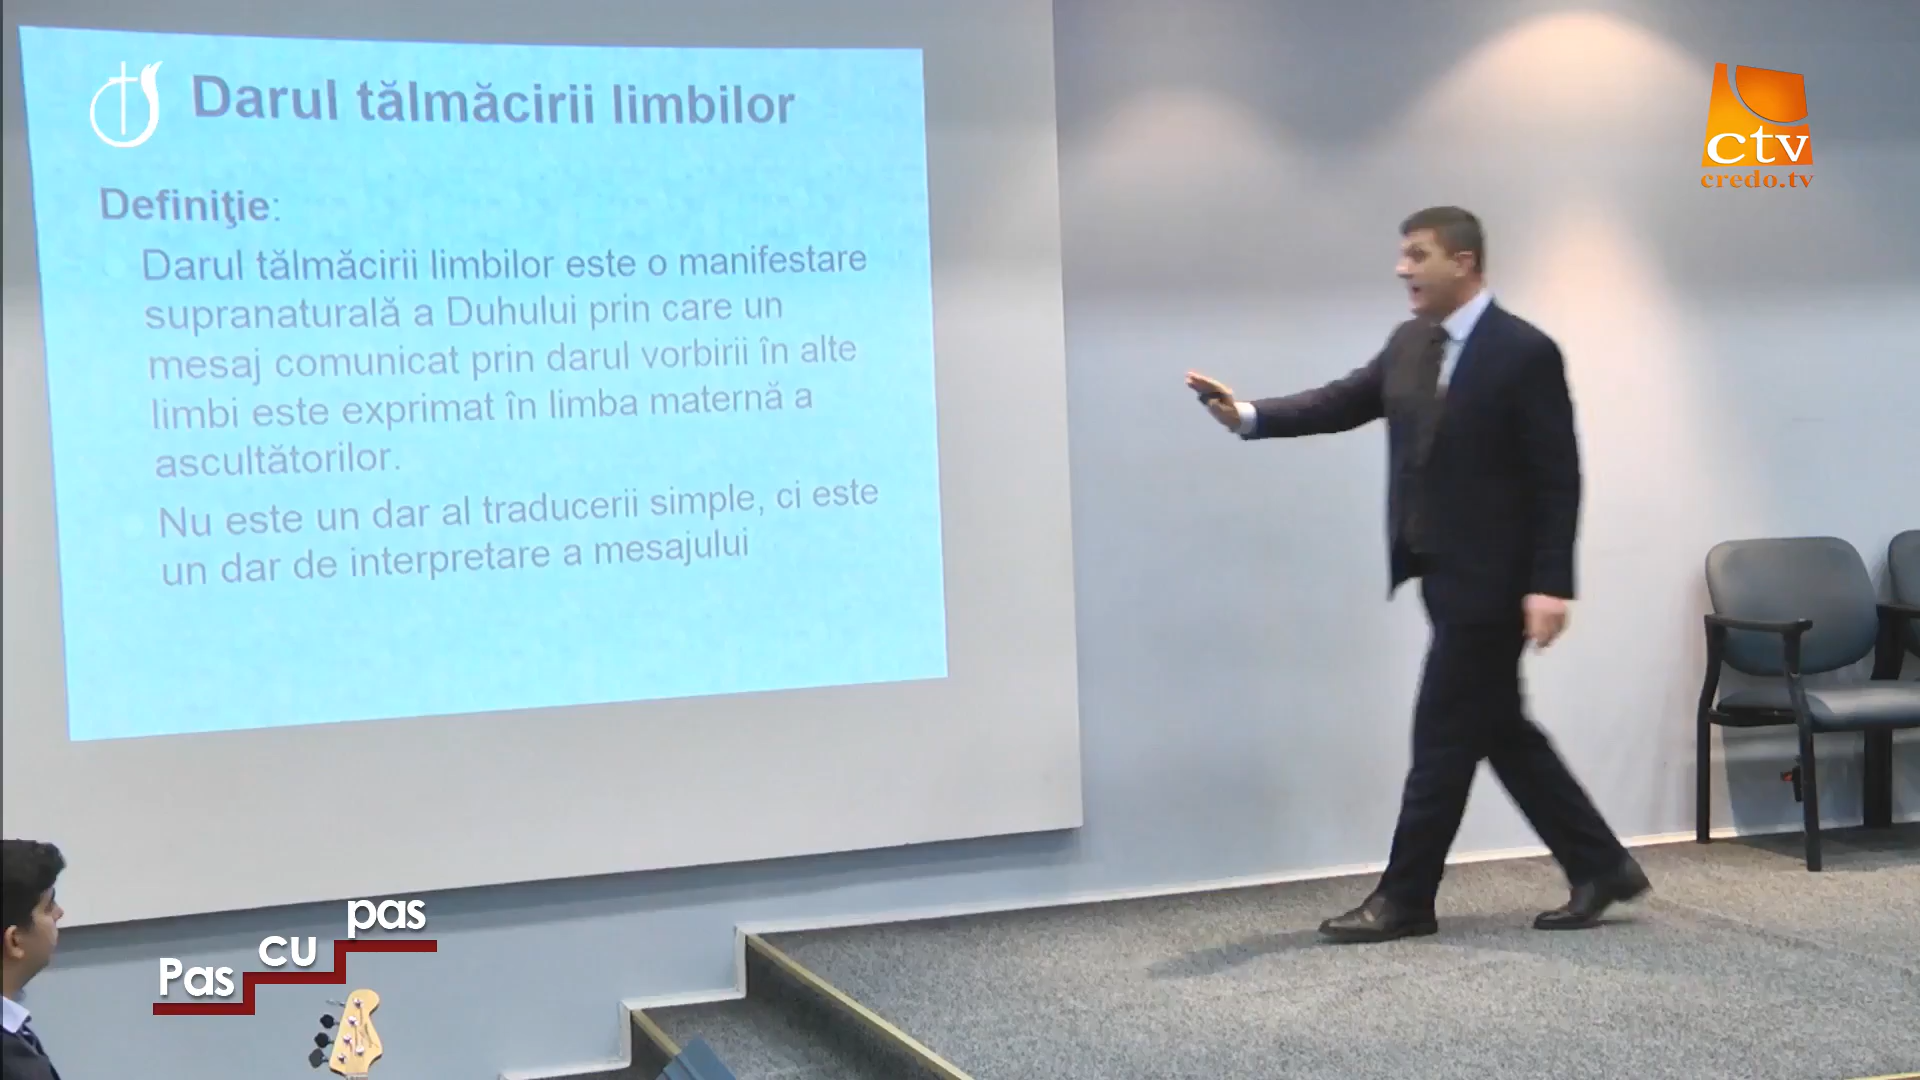 Darul tălmăcirii limbilor
Definiţie:
Darul tălmăcirii limbilor este o manifestare
supranaturală a Duhului prin care un
mesaj comunicat prin darul vorbirii în alte
limbi este exprimat în limba maternă a
ascultătorilor.
Nu este un dar al traducerii simple, ci este
un dar de interpretare a mesajului
ctv
credo.tv
Pas
cu
pas